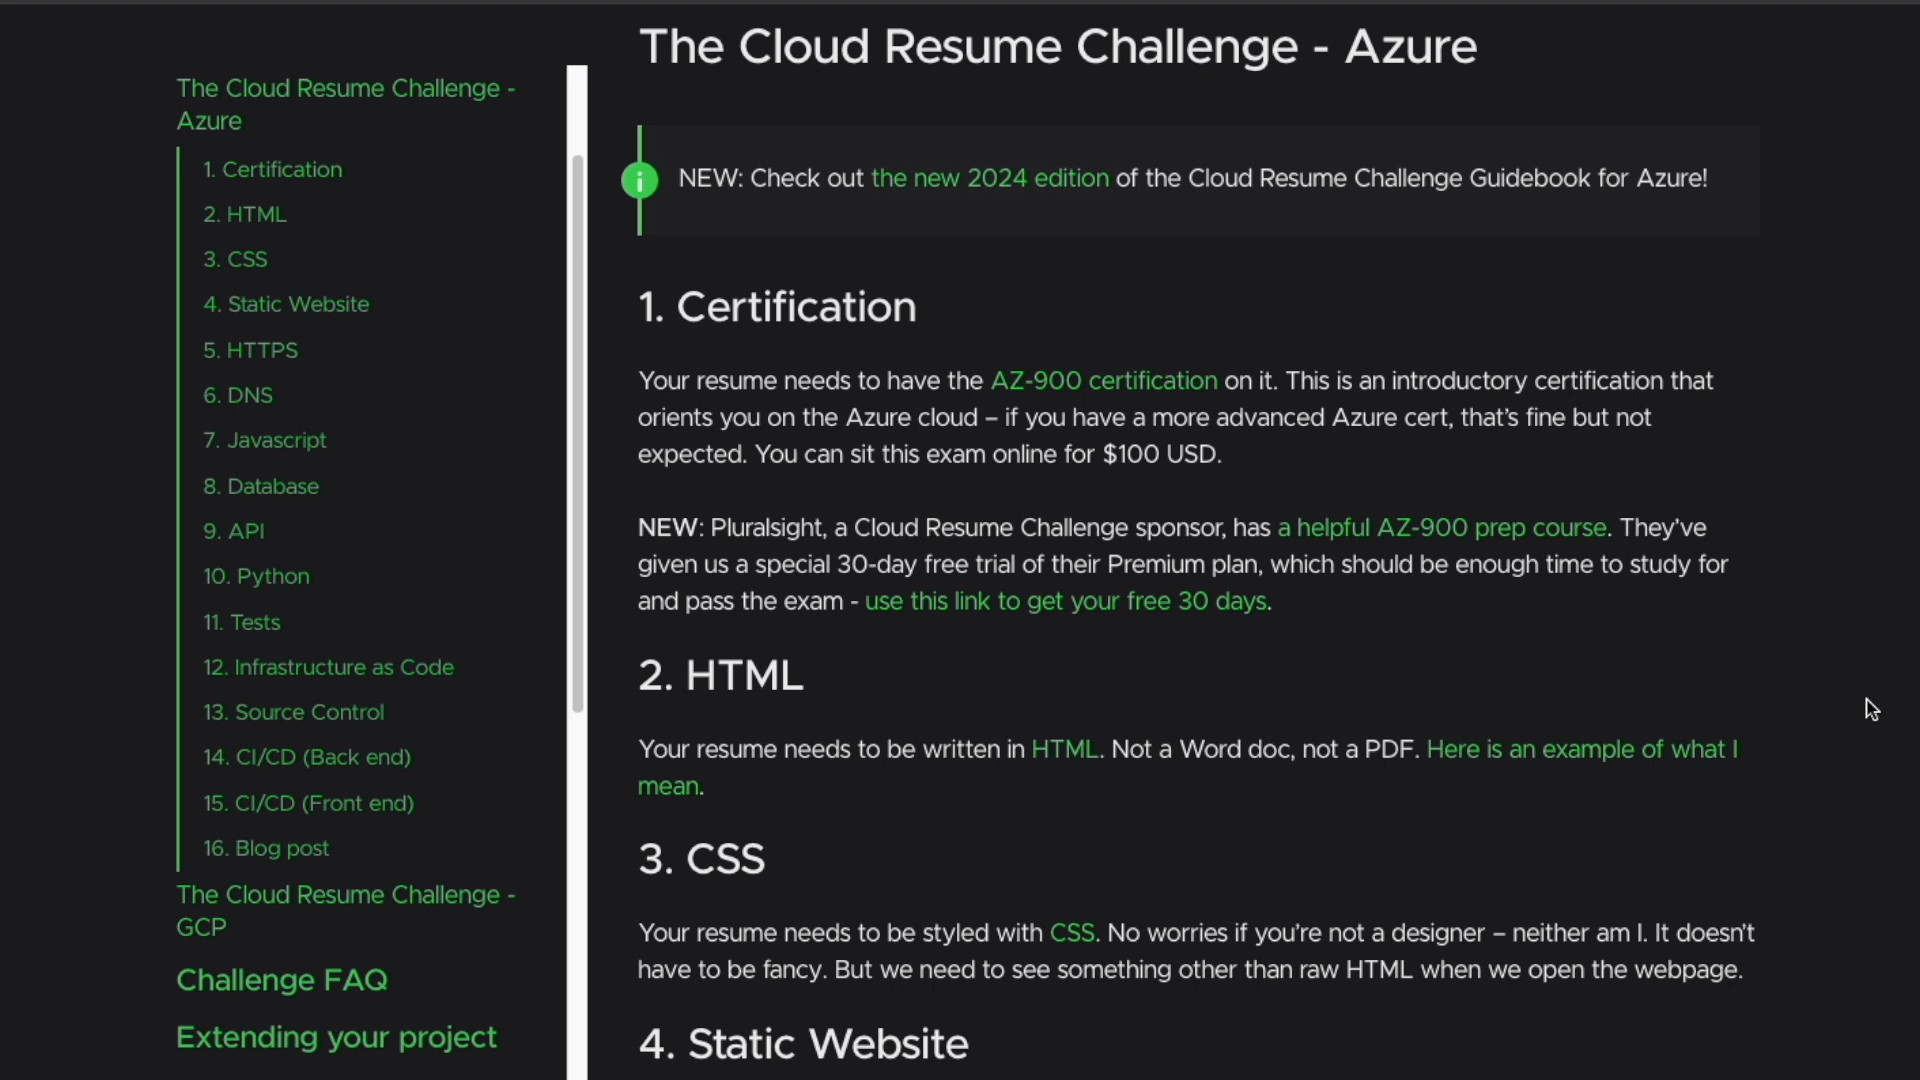 The Cloud Resume Challenge -
Azure
1. Certification
2. HTML
3. CSS
4. Static Website
5. HTTPS
6. DNS
7. Javascript
8. Database
9. API
10. Python
11. Tests
12. Infrastructure as Code
13. Source Control
14. CI/CD (Back end)
15. CI/CD (Front end)
16. Blog post
The Cloud Resume Challenge -
GCP
Challenge FAQ
Extending your project
The Cloud Resume Challenge - Azure
NEW: Check out the new 2024 edition of the Cloud Resume Challenge Guidebook for Azure!
1. Certification
Your resume needs to have the AZ-900 certification on it. This is an introductory certification that
orients you on the Azure cloud – if you have a more advanced Azure cert, that's fine but not
expected. You can sit this exam online for $100 USD.
NEW: Pluralsight, a Cloud Resume Challenge sponsor, has a helpful AZ-900 prep course. They've
given us a special 30-day free trial of their Premium plan, which should be enough time to study for
and pass the exam - use this link to get your free 30 days.
2. HTML
Your resume needs to be written in HTML. Not a Word doc, not a PDF. Here is an example of what I
mean.
3. CSS
Your resume needs to be styled with CSS. No worries if you're not a designer – neither am I. It doesn't
have to be fancy. But we need to see something other than raw HTML when we open the webpage.
4. Static Website